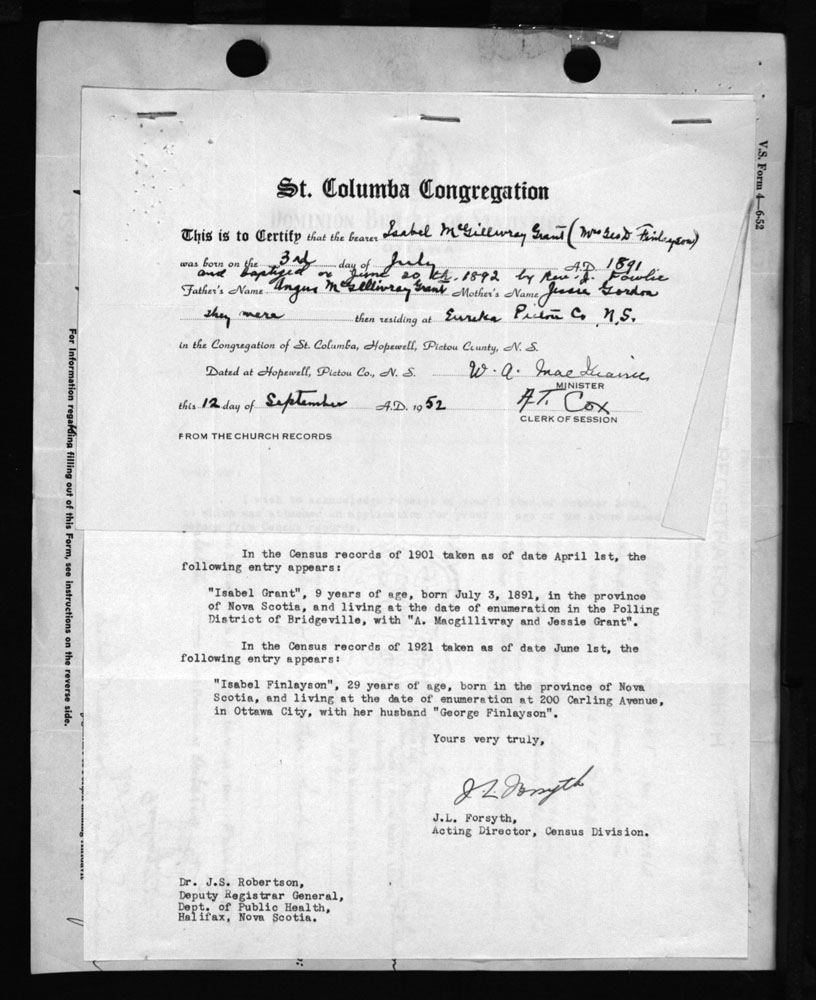 V.S. Form 4—6-52
St. Columba Congregation
This is to Certify that the bearer Isabel McGillivray Grant (Mrs Geo D Finlayson)
was born on the 3rd day of July A.D. 1891
and baptized on June 20th. 1892 by Rev. J.
Father's Name Angus McGillivray Grant Mother's Name Jessie Gordon
they were then residing at Eureka Pictou Co. N.S.
in the Congregation of St. Columba, Hopewell, Pictou County, N. S.
Dated at Hopewell, Pictou Co., N. S. W. A.
MINISTER
this 12 day of September A.D. 1952 A.T. Cox
CLERK OF SESSION
FROM THE CHURCH RECORDS
For Information regarding filling out of this Form, see instructions on the reverse side.
In the Census records of 1901 taken as of date April 1st, the
following entry appears:
"Isabel Grant", 9 years of age, born July 3, 1891, in the province
of Nova Scotia, and living at the date of enumeration in the Polling
District of Bridgeville, with "A. Macgillivray and Jessie Grant".
In the Census records of 1921 taken as of date June 1st, the
following entry appears:
"Isabel Finlayson", 29 years of age, born in the province of Nova
Scotia, and living at the date of enumeration at 200 Carling Avenue,
in Ottawa City, with her husband "George Finlayson".
Yours very truly,
J.L. Forsyth
J.L. Forsyth,
Acting Director, Census Division.
Dr. J.S. Robertson,
Deputy Registrar General,
Dept. of Public Health,
Halifax, Nova Scotia.